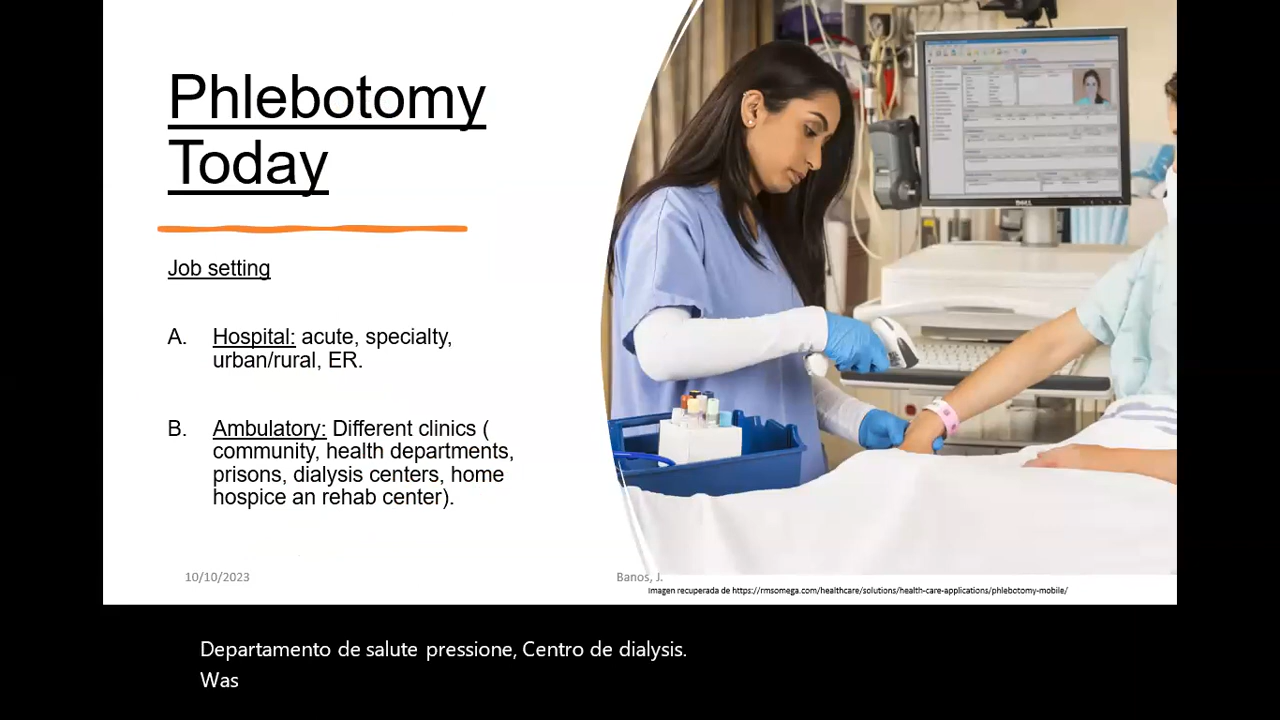 Phlebotomy
Today
Job setting
A. Hospital: acute, specialty,
urban/rural, ER.
B. Ambulatory: Different clinics (
community, health departments,
prisons, dialysis centers, home
hospice an rehab center).
10/10/2023
Banos, J.
Imagen recuperada de https://rmsomega.com/healthcare/solutions/health-care-applications/phlebotomy-mobile/
DELL
Departamento de salute pressione, Centro de dialysis.
Was